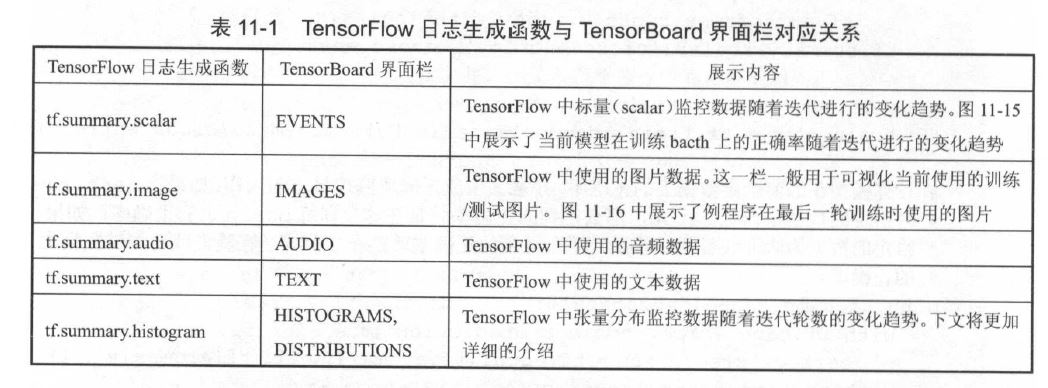 表 11-1 TensorFlow 日志生成函数与 TensorBoard 界面栏对应关系
TensorFlow 日志生成函数 TensorBoard 界面栏 展示内容
tf.summary.scalar EVENTS TensorFlow 中标量(scalar)监控数据随着迭代进行的变化趋势。图 11-15
中展示了当前模型在训练 bacth 上的正确率随着迭代进行的变化趋势
tf.summary.image IMAGES TensorFlow 中使用的图片数据。这一栏一般用于可视化当前使用的训练
/测试图片。图 11-16 中展示了例程序在最后一轮训练时使用的图片
tf.summary.audio AUDIO TensorFlow 中使用的音频数据
tf.summary.text TEXT TensorFlow 中使用的文本数据
tf.summary.histogram HISTOGRAMS, DISTRIBUTIONS TensorFlow 中张量分布监控数据随着迭代轮数的变化趋势。下文将更加
详细的介绍